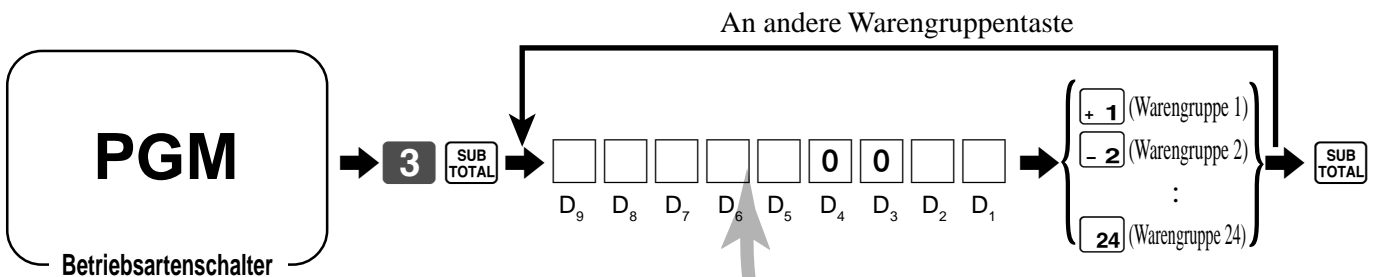 An andere Warengruppentaste
PGM
3
SUB TOTAL
0 0
D9 D8 D7 D6 D5 D4 D3 D2 D1
+ 1 (Warengruppe 1)
− 2 (Warengruppe 2)
:
24 (Warengruppe 24)
SUB TOTAL
Betriebsartenschalter